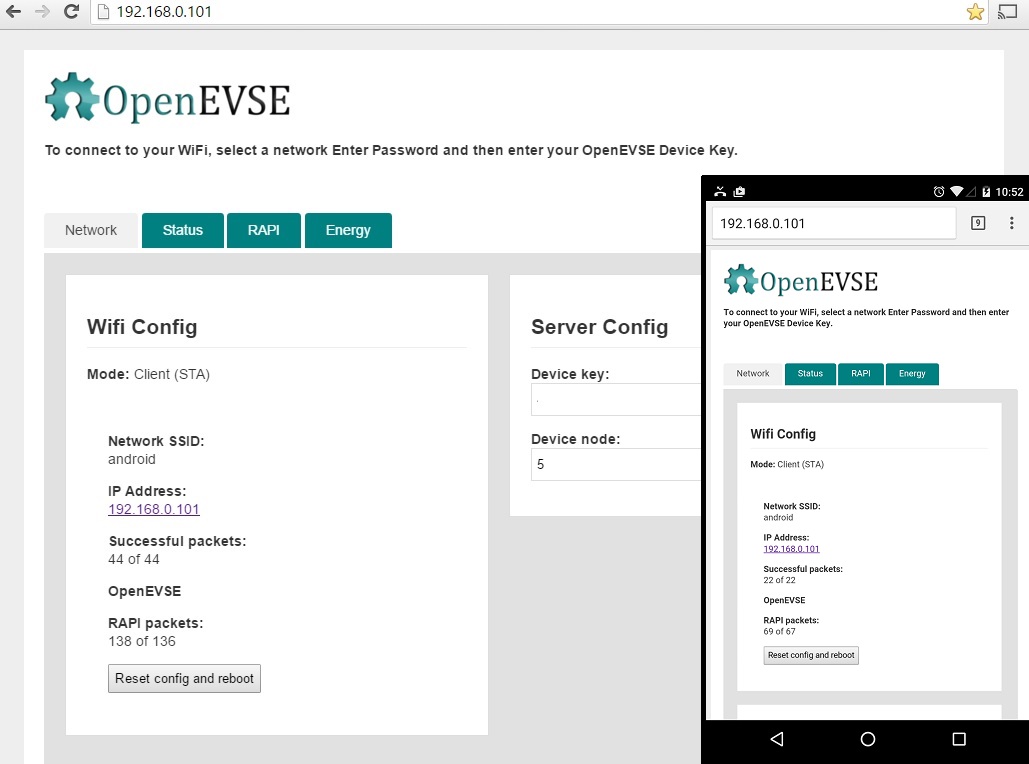 192.168.0.101
OpenEVSE
To connect to your WiFi, select a network Enter Password and then enter your OpenEVSE Device Key.
Network Status RAPI Energy
Wifi Config
Mode: Client (STA)
Network SSID:
android
IP Address:
192.168.0.101
Successful packets:
44 of 44
OpenEVSE
RAPI packets:
138 of 136
Reset config and reboot
Server Config
Device key:
Device node:
5
10:52
192.168.0.101
9
OpenEVSE
To connect to your WiFi, select a network Enter Password and then enter
your OpenEVSE Device Key.
Network Status RAPI Energy
Wifi Config
Mode: Client (STA)
Network SSID:
android
IP Address:
192.168.0.101
Successful packets:
22 of 22
OpenEVSE
RAPI packets:
69 of 67
Reset config and reboot